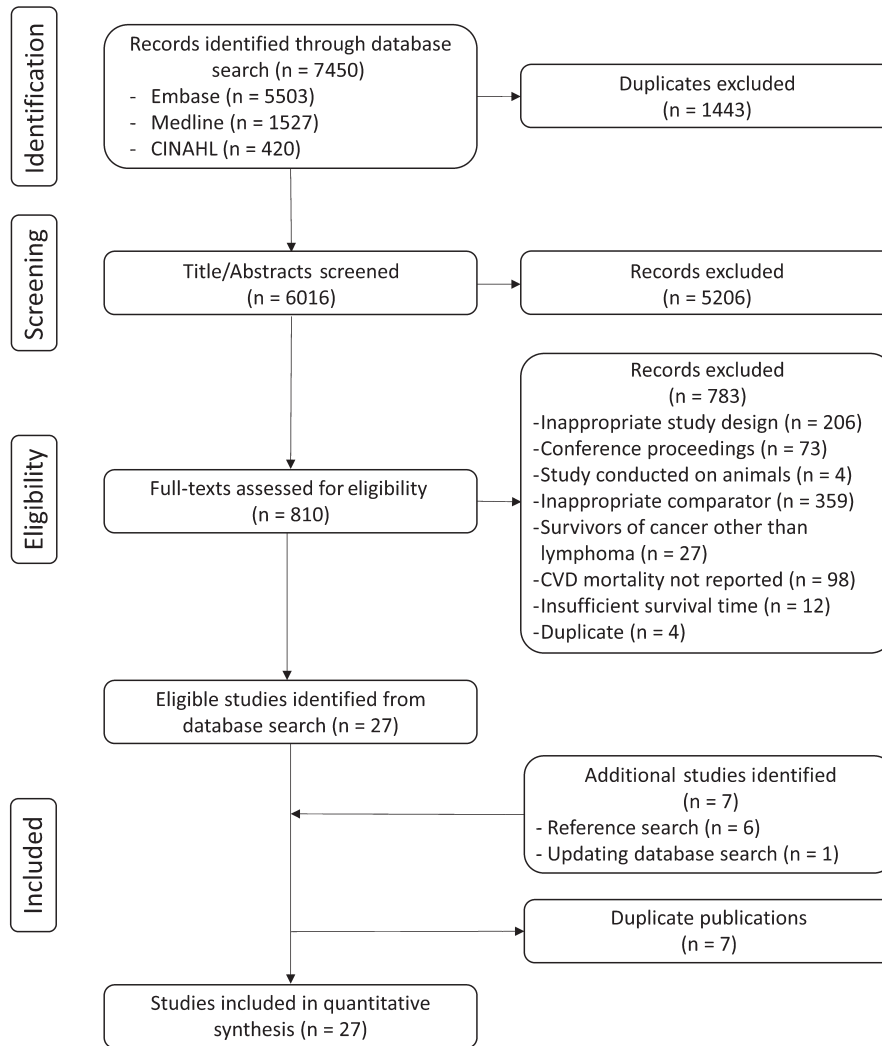 Identification
Records identified through database
search (n = 7450)
- Embase (n = 5503)
- Medline (n = 1527)
- CINAHL (n = 420)
Duplicates excluded
(n = 1443)
Screening
Title/Abstracts screened
(n = 6016)
Records excluded
(n = 5206)
Eligibility
Full-texts assessed for eligibility
(n = 810)
Records excluded
(n = 783)
-Inappropriate study design (n = 206)
-Conference proceedings (n = 73)
-Study conducted on animals (n = 4)
-Inappropriate comparator (n = 359)
-Survivors of cancer other than
lymphoma (n = 27)
-CVD mortality not reported (n = 98)
-Insufficient survival time (n = 12)
-Duplicate (n = 4)
Eligible studies identified from
database search (n = 27)
Included
Additional studies identified
(n = 7)
- Reference search (n = 6)
- Updating database search (n = 1)
Duplicate publications
(n = 7)
Studies included in quantitative
synthesis (n = 27)